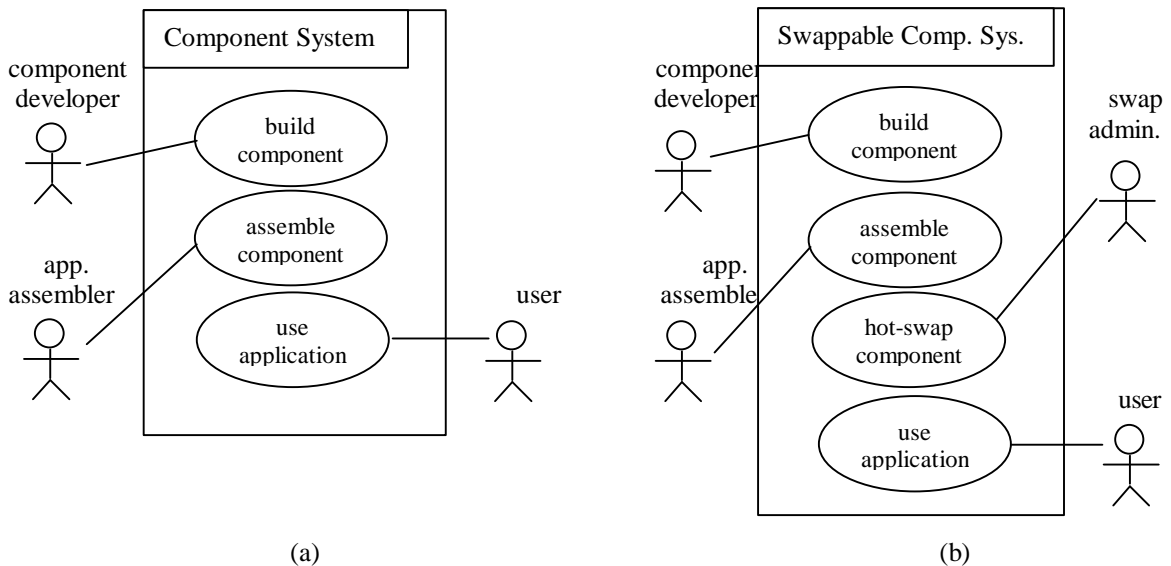 Component System
component
developer
build
component
assemble
component
app.
assembler
use
application
user
(a)
Swappable Comp. Sys.
componer
developer
build
component
swap
admin.
assemble
component
app.
assemble
hot-swap
component
user
use
application
(b)